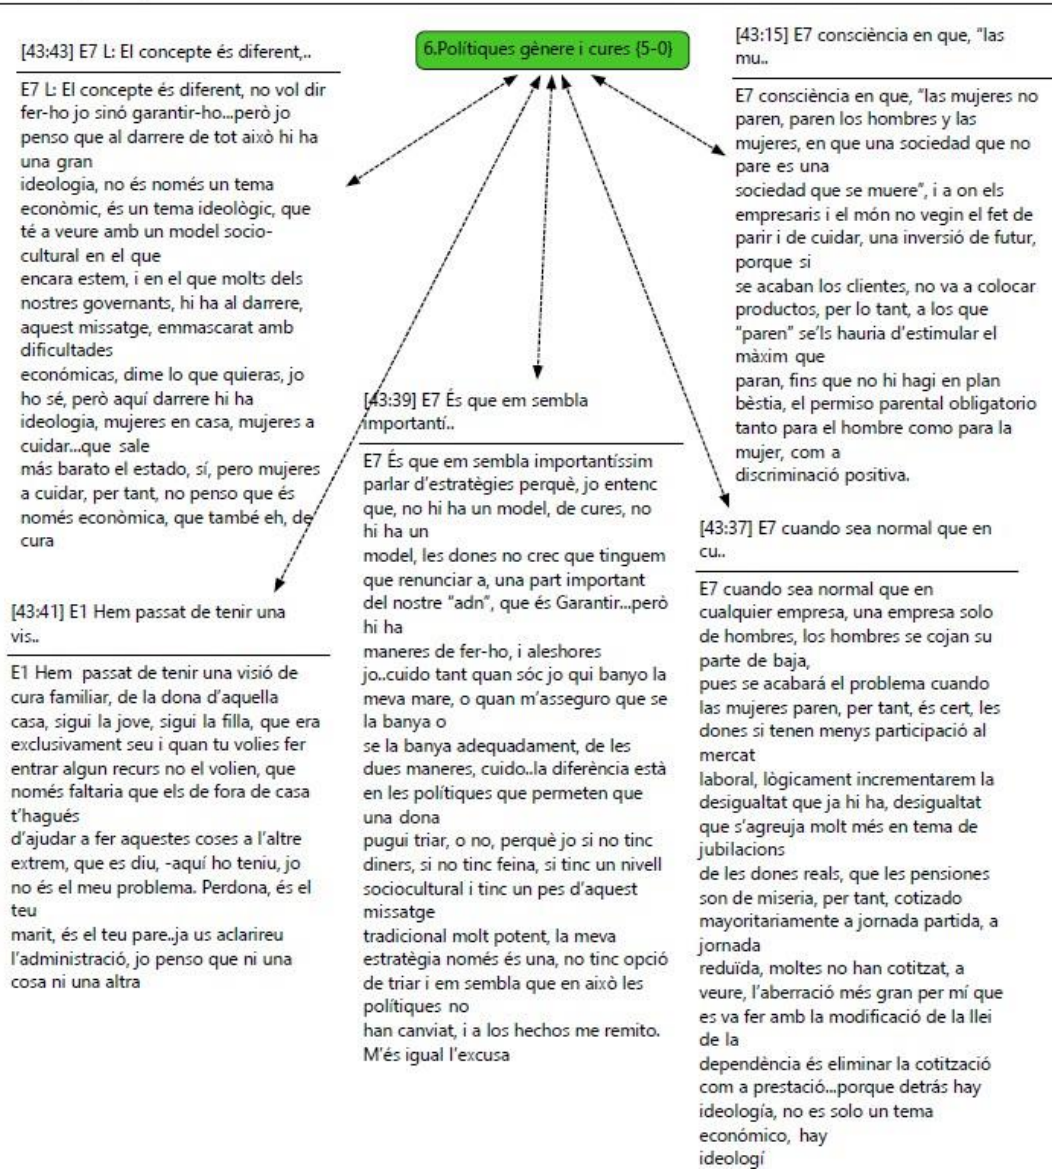 6.Polítiques gènere i cures {5-0}
[43:43] E7 L: El concepte és diferent,..
E7 L: El concepte és diferent, no vol dir
fer-ho jo sinó garantir-ho...però jo
penso que al darrere de tot això hi ha
una gran
ideologia, no és només un tema
econòmic, és un tema ideològic, que
té a veure amb un model socio-
cultural en el que
encara estem, i en el que molts dels
nostres governants, hi ha al darrere,
aquest missatge, emmascarat amb
dificultades
económicas, dime lo que quieras, jo
ho sé, però aquí darrere hi ha
ideologia, mujeres en casa, mujeres a
cuidar...que sale
más barato el estado, sí, pero mujeres
a cuidar, per tant, no penso que és
només econòmica, que també eh, de
cura
[43:41] E1 Hem passat de tenir una
vis..
E1 Hem passat de tenir una visió de
cura familiar, de la dona d'aquella
casa, sigui la jove, sigui la filla, que era
exclusivament seu i quan tu volies fer
entrar algun recurs no el volien, que
només faltaria que els de fora de casa
t'hagués
d'ajudar a fer aquestes coses a l'altre
extrem, que es diu, -aquí ho teniu, jo
no és el meu problema. Perdona, és el
teu
marit, és el teu pare..ja us aclarireu
l'administració, jo penso que ni una
cosa ni una altra
[43:39] E7 És que em sembla
importantí..
E7 És que em sembla importantíssim
parlar d'estratègies perquè, jo entenc
que, no hi ha un model, de cures, no
hi ha un
model, les dones no crec que tinguem
que renunciar a, una part important
del nostre "adn", que és Garantir...però
hi ha
maneres de fer-ho, i aleshores
jo..cuido tant quan sóc jo qui banyo la
meva mare, o quan m'asseguro que se
la banya o
se la banya adequadament, de les
dues maneres, cuido..la diferència està
en les polítiques que permeten que
una dona
pugui triar, o no, perquè jo si no tinc
diners, si no tinc feina, si tinc un nivell
sociocultural i tinc un pes d'aquest
missatge
tradicional molt potent, la meva
estratègia només és una, no tinc opció
de triar i em sembla que en això les
polítiques no
han canviat, i a los hechos me remito.
M'és igual l'excusa
[43:15] E7 consciència en que, "las
mu..
E7 consciència en que, "las mujeres no
paren, paren los hombres y las
mujeres, en que una sociedad que no
pare es una
sociedad que se muere", i a on els
empresaris i el món no vegin el fet de
parir i de cuidar, una inversió de futur,
porque si
se acaban los clientes, no va a colocar
productos, per lo tant, a los que
"paren" se'ls hauria d'estimular el
màxim que
paran, fins que no hi hagi en plan
bèstia, el permiso parental obligatorio
tanto para el hombre como para la
mujer, com a
discriminació positiva.
[43:37] E7 cuando sea normal que en
cu..
E7 cuando sea normal que en
cualquier empresa, una empresa solo
de hombres, los hombres se cojan su
parte de baja,
pues se acabará el problema cuando
las mujeres paren, per tant, és cert, les
dones si tenen menys participació al
mercat
laboral, lògicament incrementarem la
desigualtat que ja hi ha, desigualtat
que s'agreuja molt més en tema de
jubilacions
de les dones reals, que les pensiones
son de miseria, per tant, cotizado
mayoritariamente a jornada partida, a
jornada
reduïda, moltes no han cotitzat, a
veure, l'aberració més gran per mí que
es va fer amb la modificació de la llei
de la
dependència és eliminar la cotització
com a prestació...porque detrás hay
ideología, no es solo un tema
económico, hay
ideologí